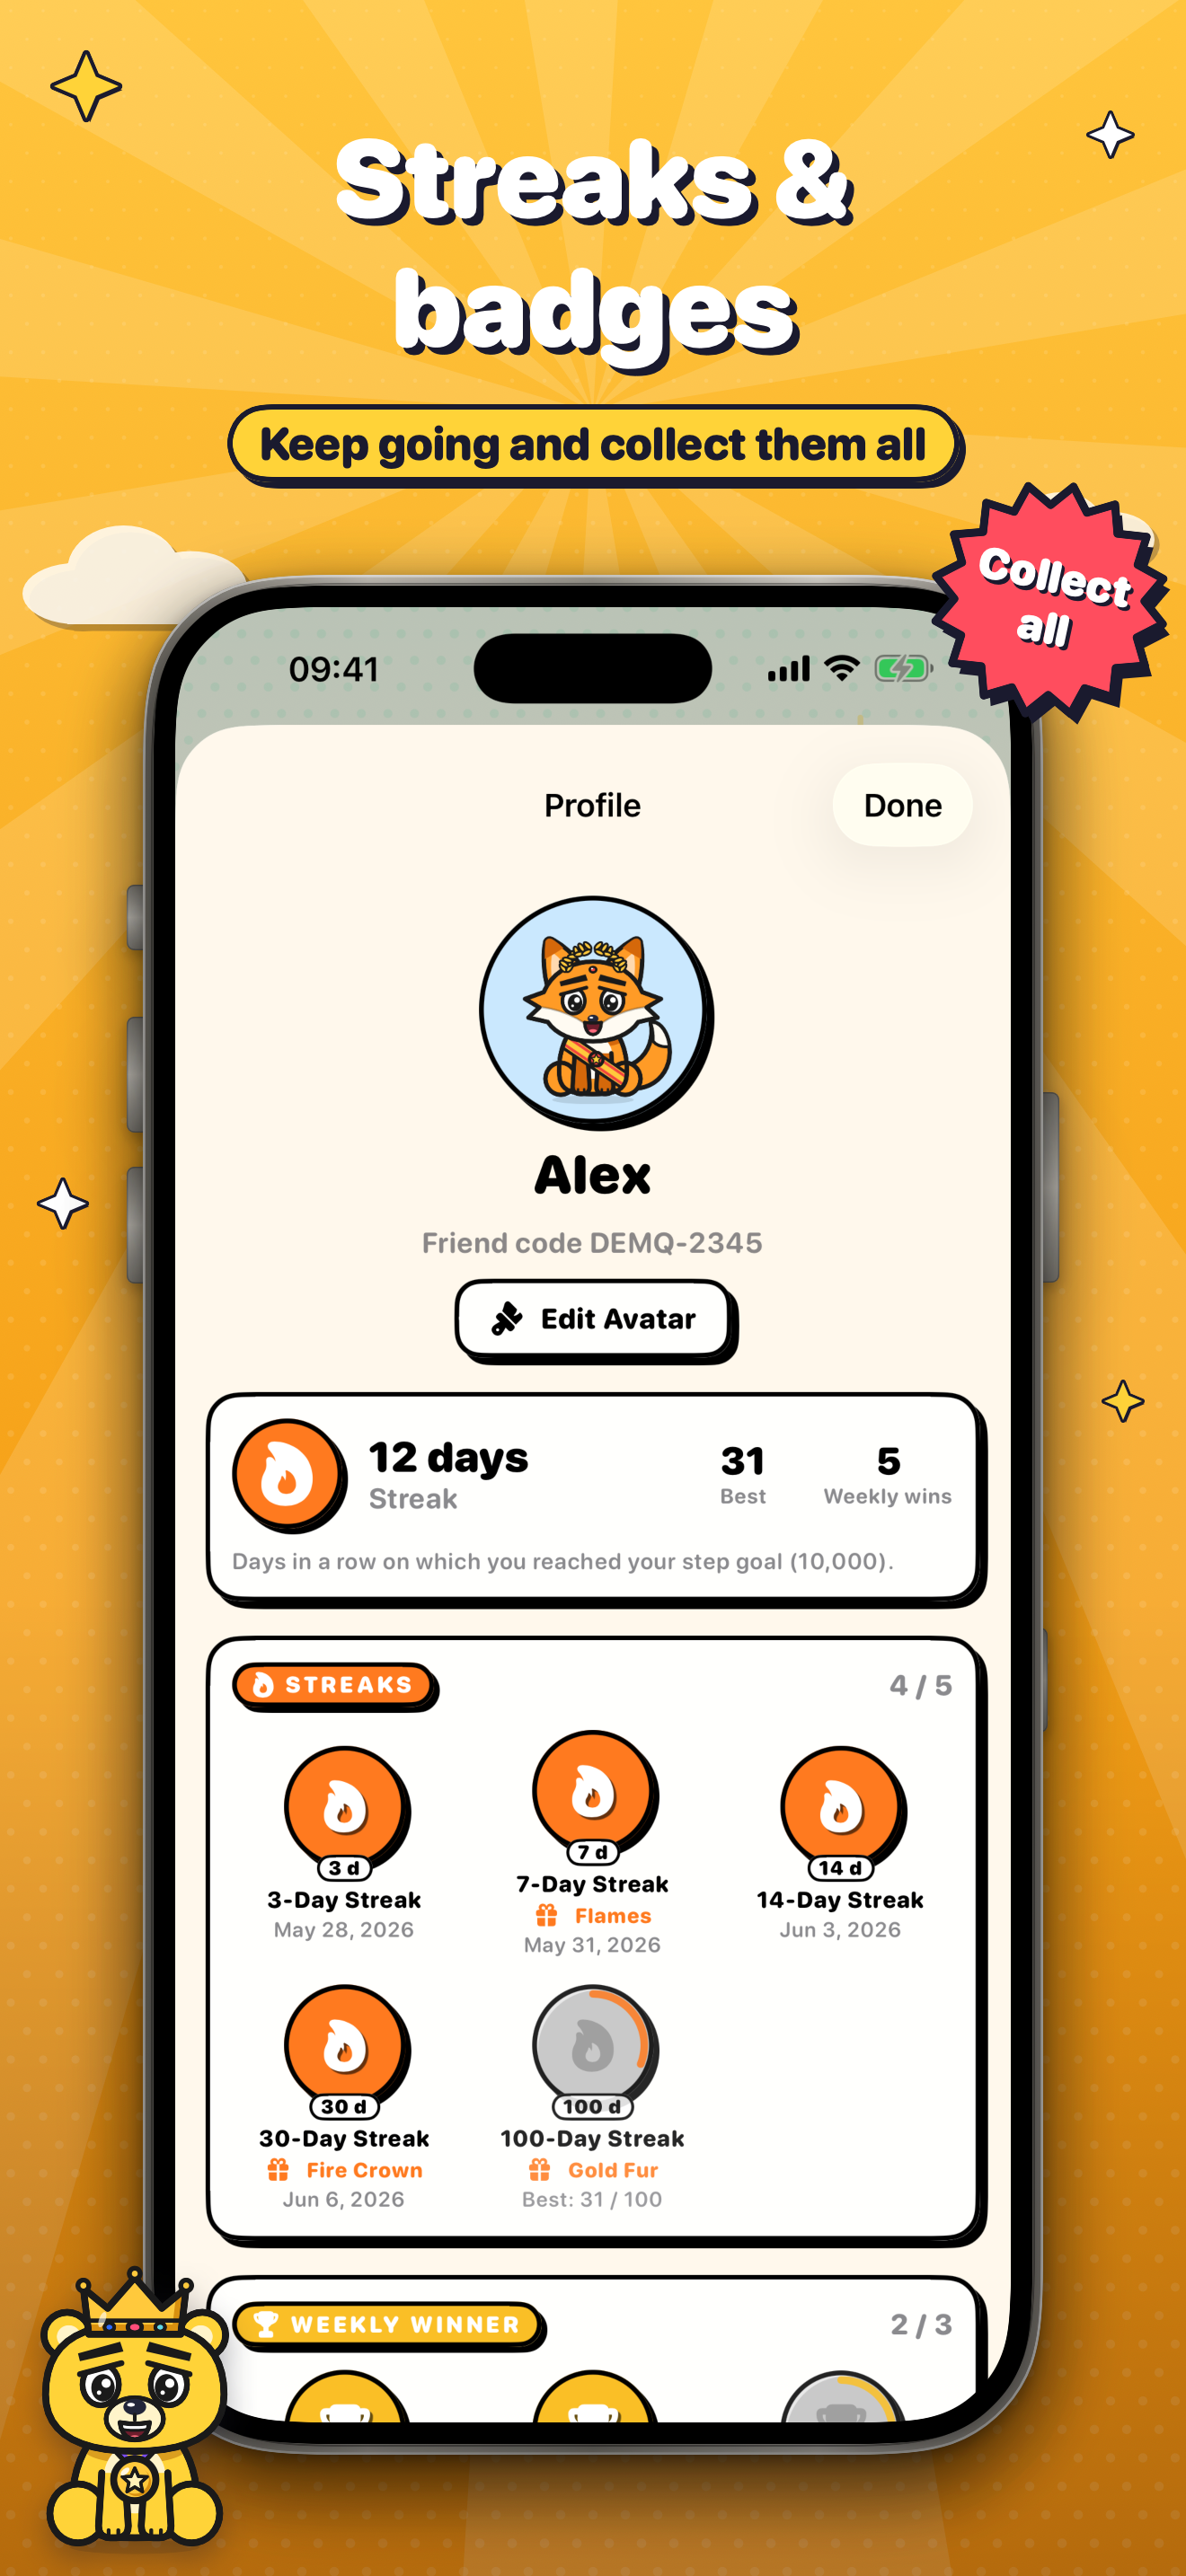 Streaks &
badges
Keep going and collect them all
Collect
all
09:41
Profile
Done
Alex
Friend code DEMQ-2345
Edit Avatar
12 days
Streak
31
Best
5
Weekly wins
Days in a row on which you reached your step goal (10,000).
STREAKS
4 / 5
3 d
3-Day Streak
May 28, 2026
7 d
7-Day Streak
Flames
May 31, 2026
14 d
14-Day Streak
Jun 3, 2026
30 d
30-Day Streak
Fire Crown
Jun 6, 2026
100 d
100-Day Streak
Gold Fur
Best: 31 / 100
WEEKLY WINNER
2 / 3